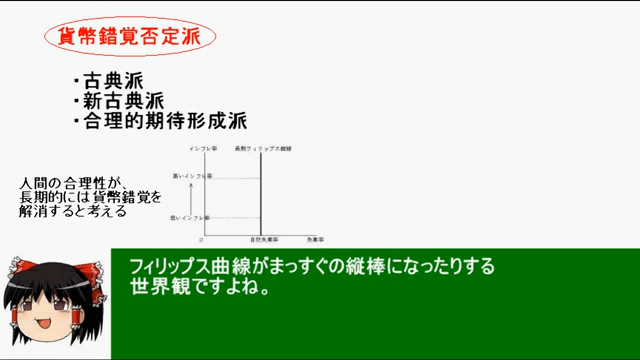 貨幣錯覚否定派
・古典派
・新古典派
・合理的期待形成派
インフレ率
長期フィリップス曲線
高いインフレ率
低いインフレ率
0
自然失業率
失業率
人間の合理性が、
長期的には貨幣錯覚を
解消すると考える
フィリップス曲線がまっすぐの縦棒になったりする
世界観ですよね。